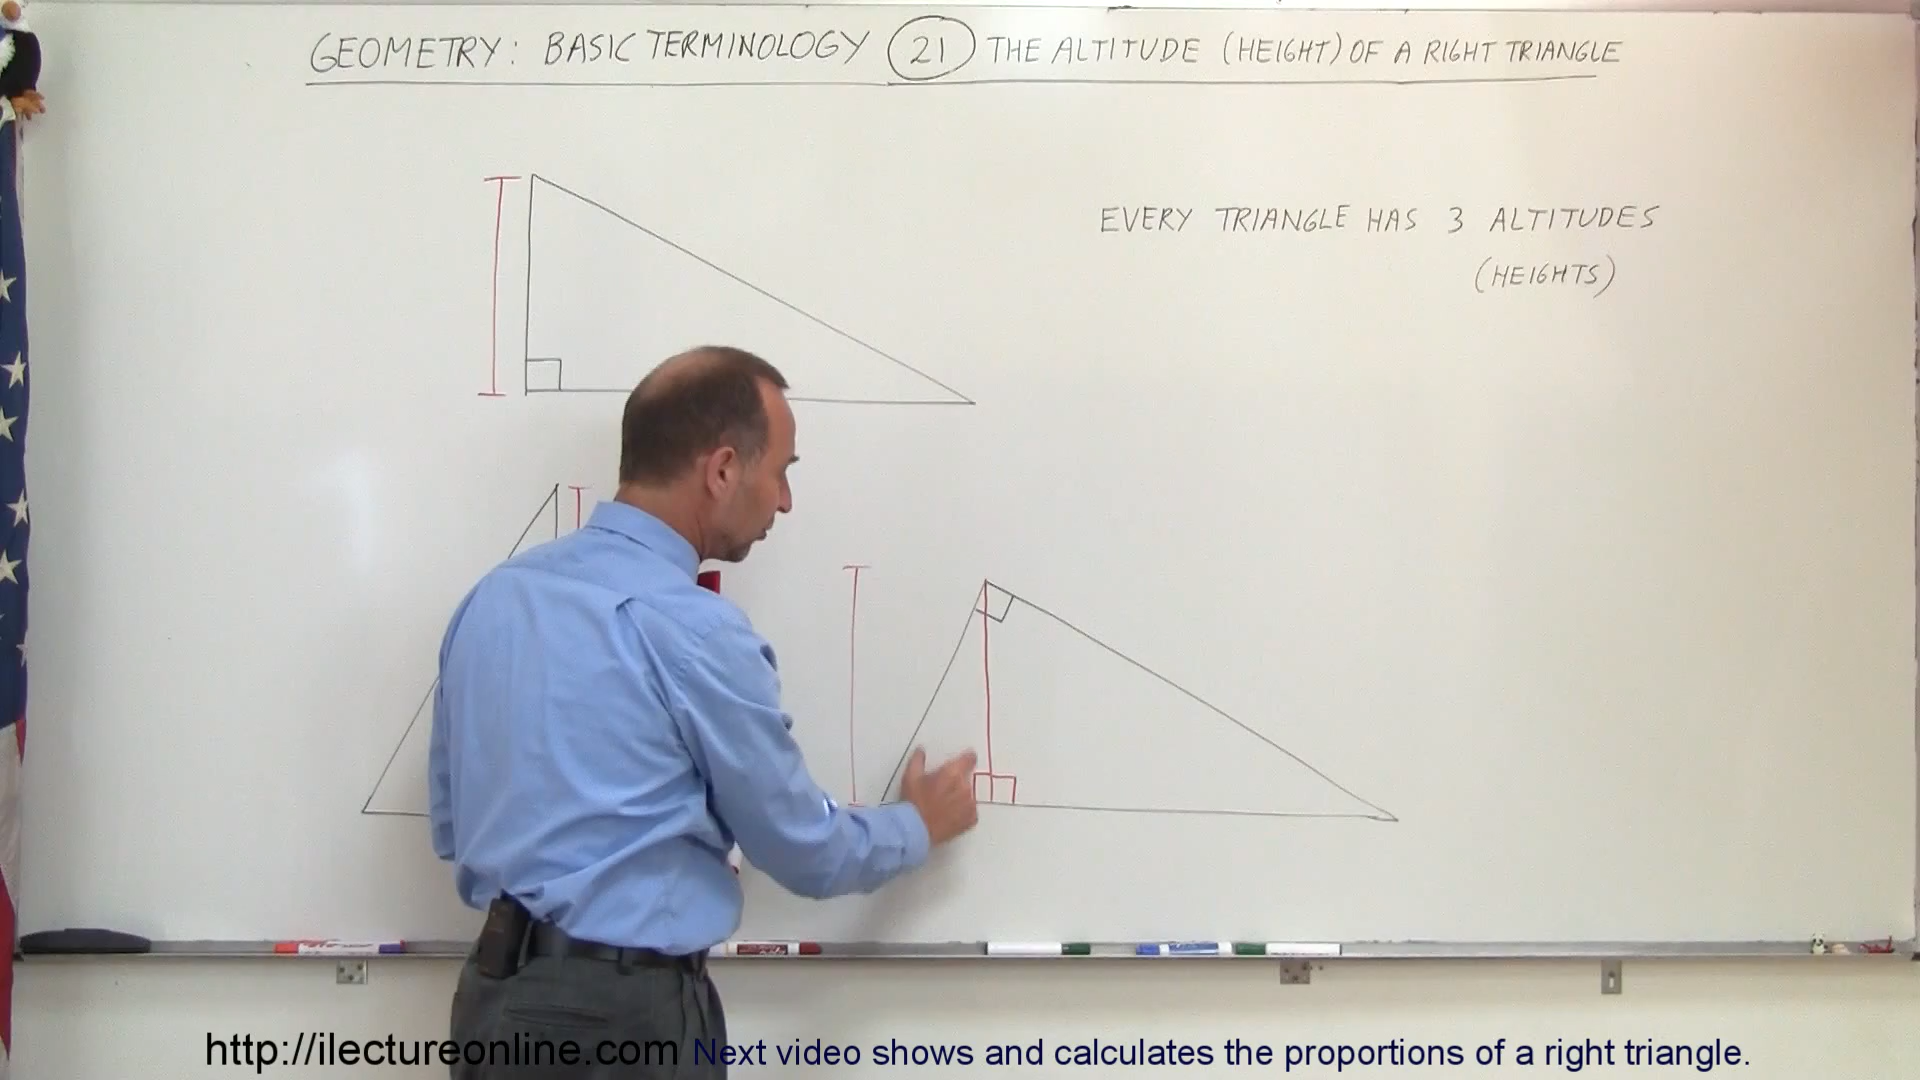 GEOMETRY: BASIC TERMINOLOGY 21 THE ALTITUDE (HEIGHT) OF A RIGHT TRIANGLE
EVERY TRIANGLE HAS 3 ALTITUDES
(HEIGHTS)
http://ilectureonline.com Next video shows and calculates the proportions of a right triangle.